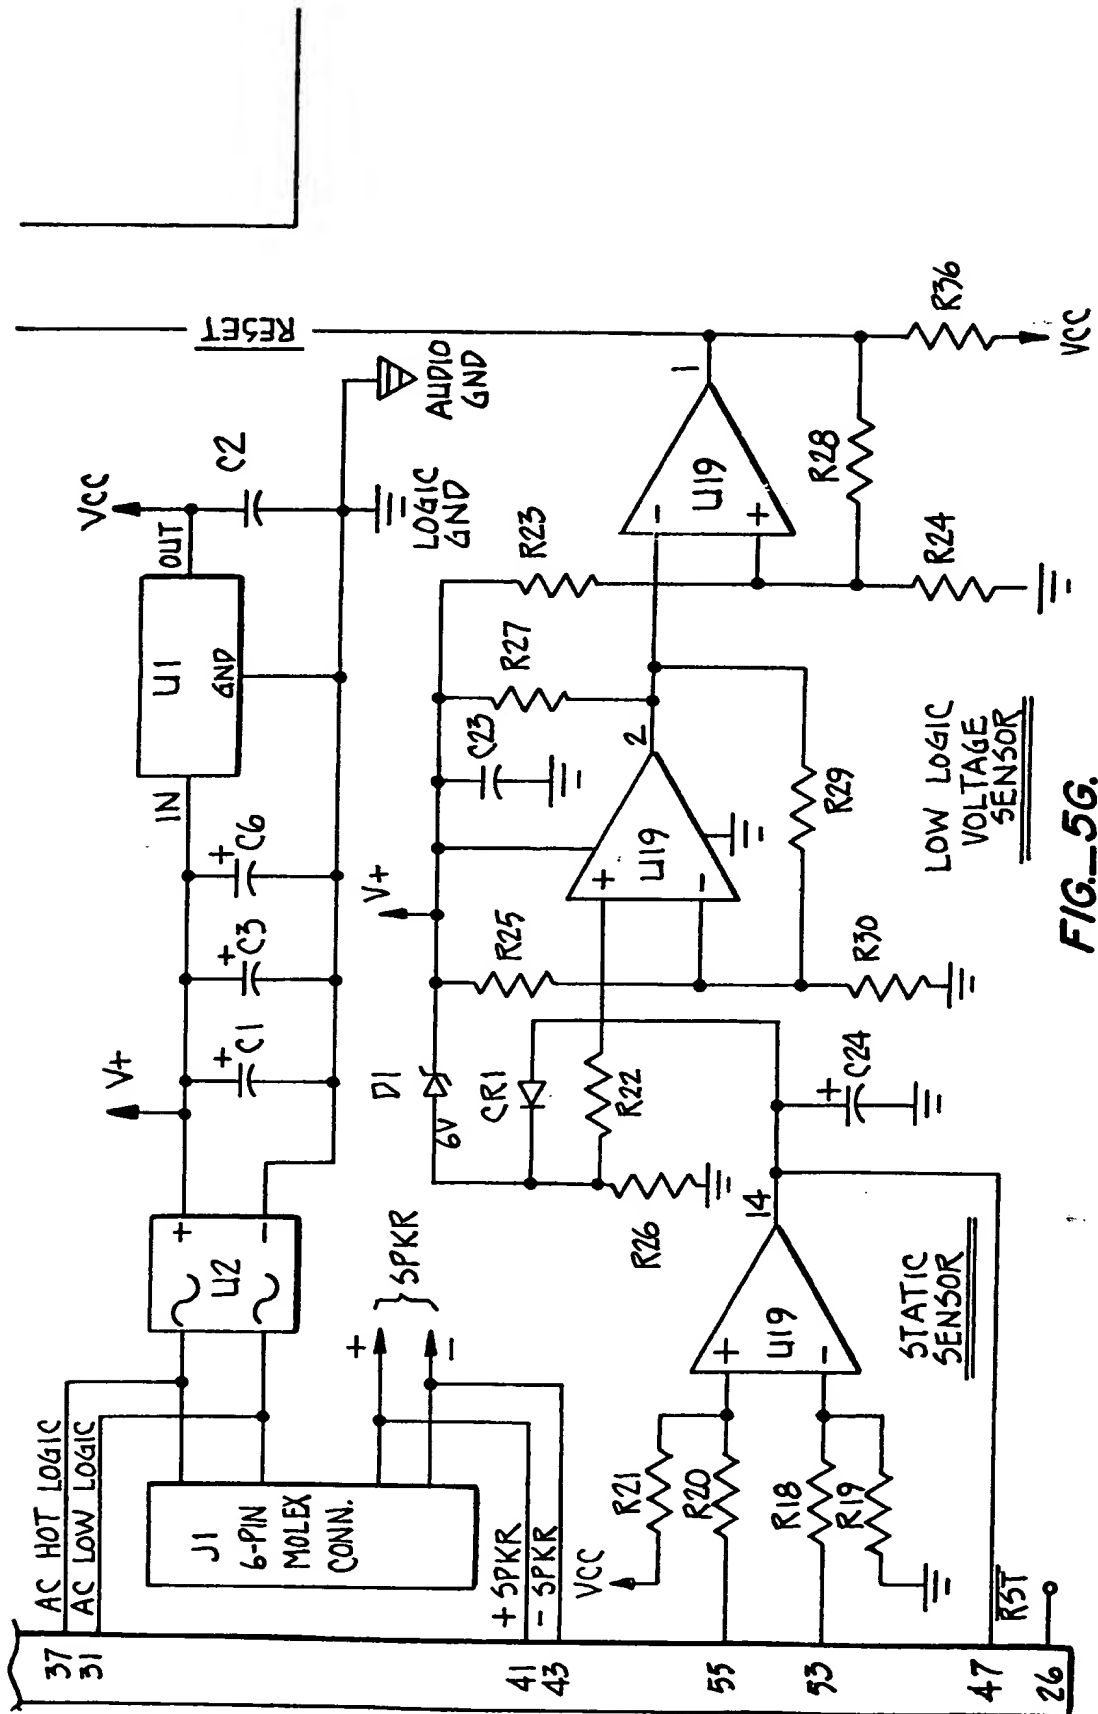 37
31
AC HOT LOGIC
AC LOW LOGIC
J1
6-PIN
MOLEX
CONN.
U2
+
−
V+
+
C1
+
C3
+
C6
IN
U1
GND
OUT
VCC
C2
LOGIC
GND
AUDIO
GND
RESET
41
43
+ SPKR
- SPKR
+
−
SPKR
D1
6V
CR1
R22
R26
V+
R25
C23
R27
R23
+
−
U19
2
R29
R30
−
+
U19
1
R28
R24
R36
VCC
VCC
R21
R20
R18
R19
55
53
+
−
U19
14
+
C24
47
26
RST
STATIC
SENSOR
LOW LOGIC
VOLTAGE
SENSOR
FIG._5G.